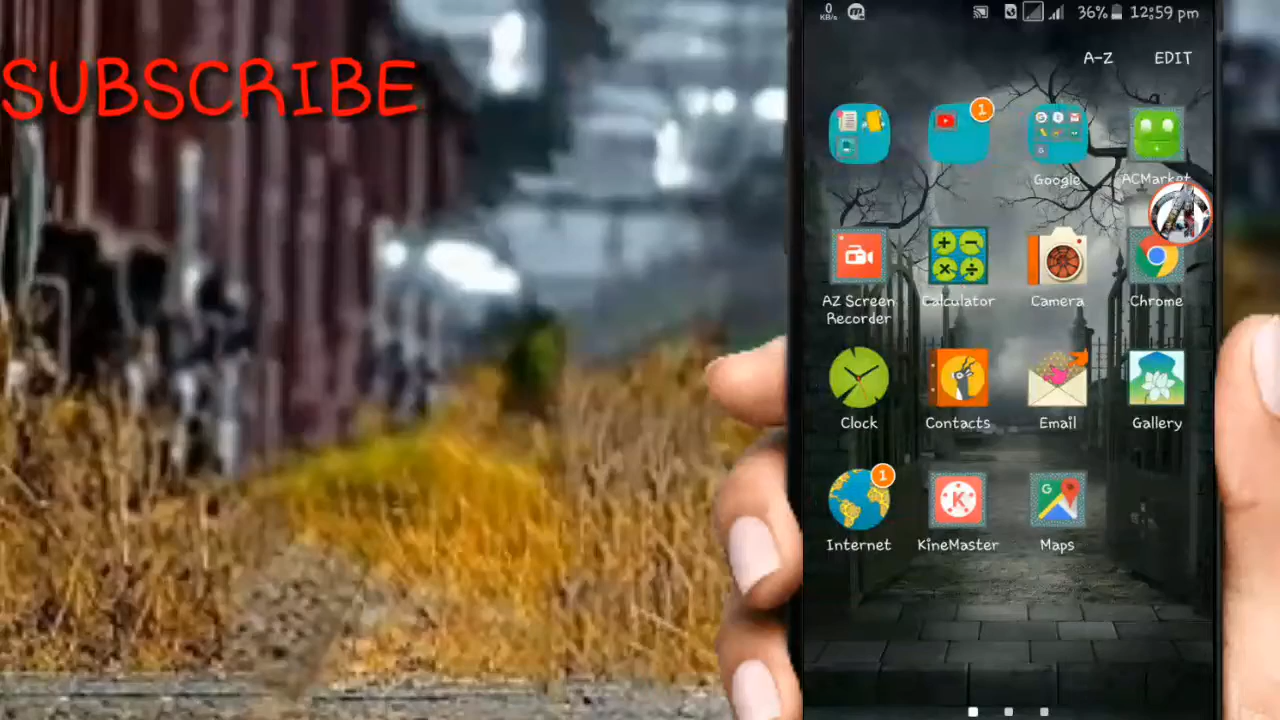 SUBSCRIBE
0
KB/s
36%
12:59 pm
A-Z
EDIT
1
Google
ACMarket
AZ Screen
Recorder
Calculator
Camera
Chrome
Clock
Contacts
Email
Gallery
1
Internet
KineMaster
Maps